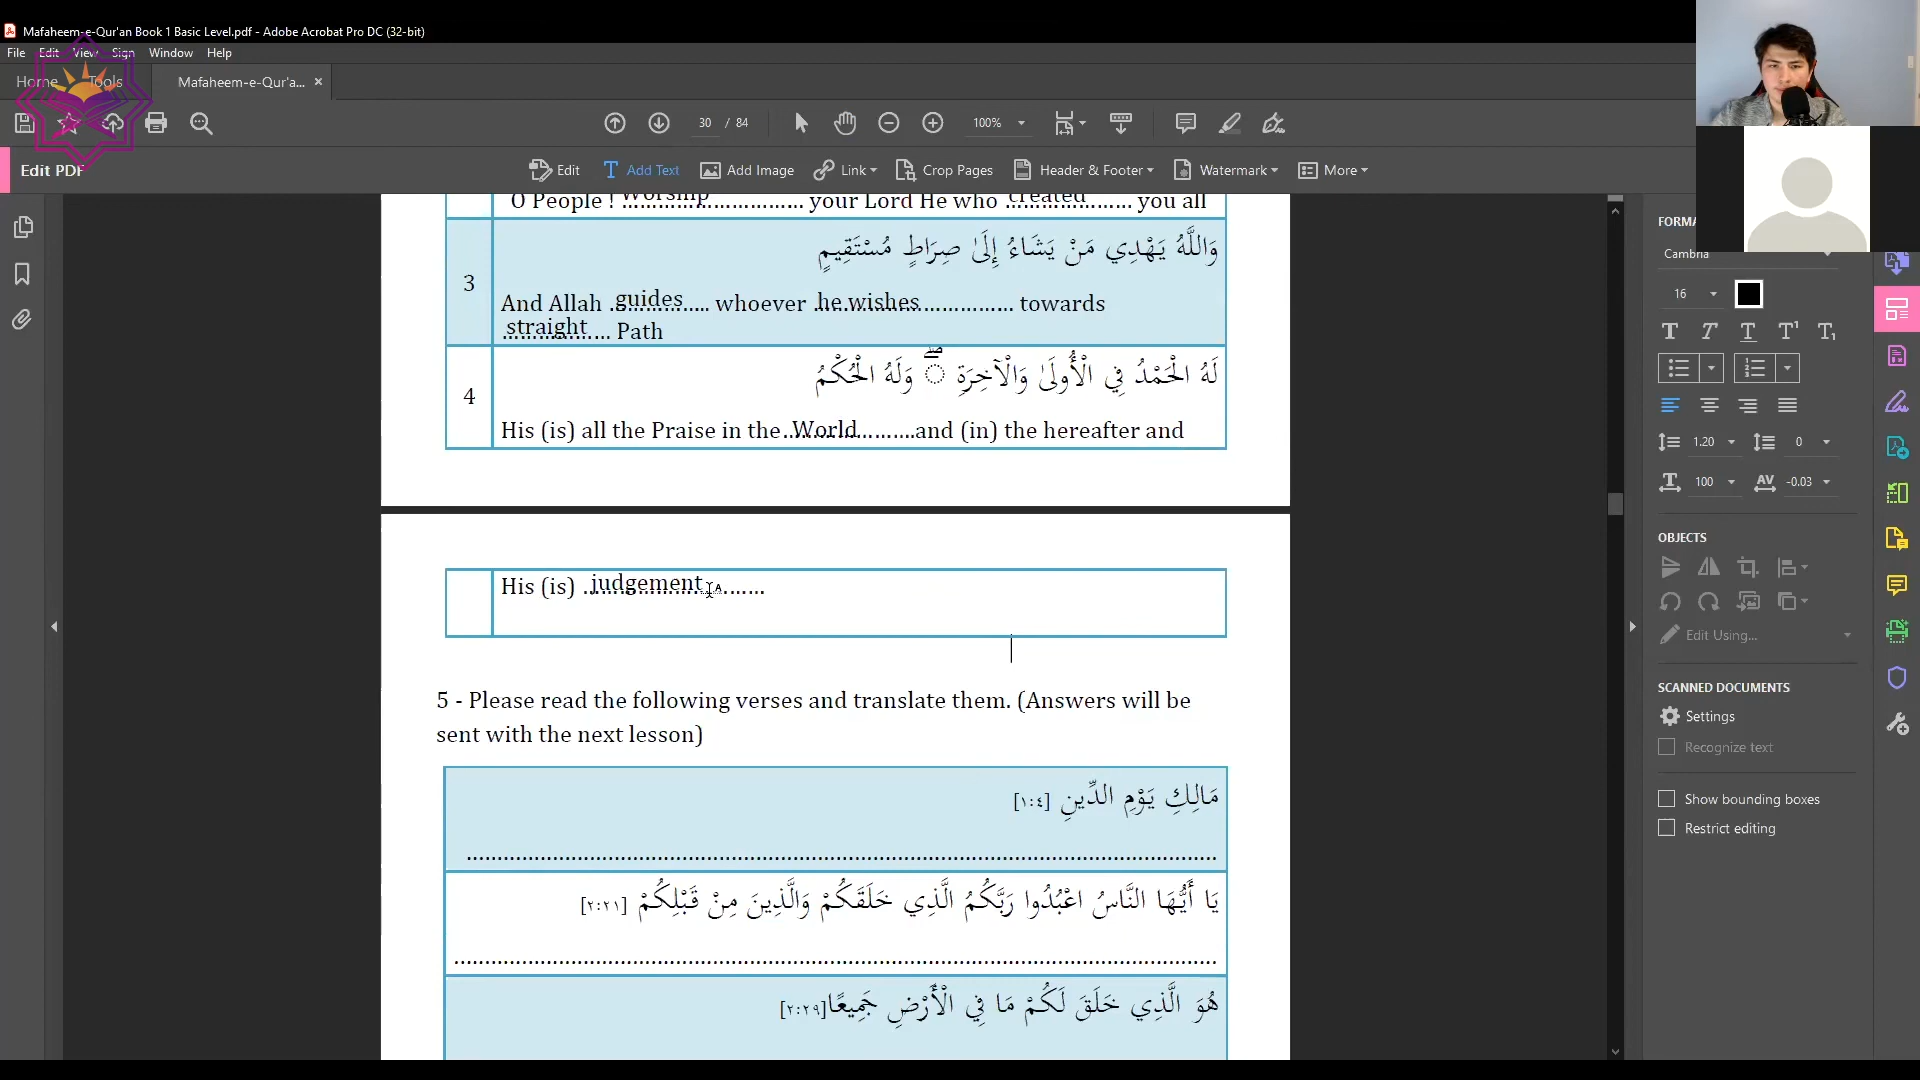 Mafaheem-e-Qur'an Book 1 Basic Level.pdf - Adobe Acrobat Pro DC (32-bit)
File Edit View Sign Window Help
Home Tools Mafaheem-e-Qur'a... ×
30 / 84 100%
Edit PDF Edit Add Text Add Image Link Crop Pages Header & Footer Watermark More
O People ! Worship your Lord He who created you all
3
وَاللَّهُ يَهْدِي مَنْ يَشَاءُ إِلَىٰ صِرَاطٍ مُسْتَقِيمٍ
And Allah guides whoever he wishes towards
straight Path
4
لَهُ الْحَمْدُ فِي الْأُولَىٰ وَالْآخِرَةِ ۖ وَلَهُ الْحُكْمُ
His (is) all the Praise in the World and (in) the hereafter and
His (is) judgement
5 - Please read the following verses and translate them. (Answers will be
sent with the next lesson)
مَالِكِ يَوْمِ الدِّينِ [١:٤]
يَا أَيُّهَا النَّاسُ اعْبُدُوا رَبَّكُمُ الَّذِي خَلَقَكُمْ وَالَّذِينَ مِنْ قَبْلِكُمْ [٢:٢١]
هُوَ الَّذِي خَلَقَ لَكُمْ مَا فِي الْأَرْضِ جَمِيعًا[٢:٢٩]
FORMA
Cambria
16
1.20 0
100 AV -0.03
OBJECTS
Edit Using...
SCANNED DOCUMENTS
Settings
Recognize text
Show bounding boxes
Restrict editing